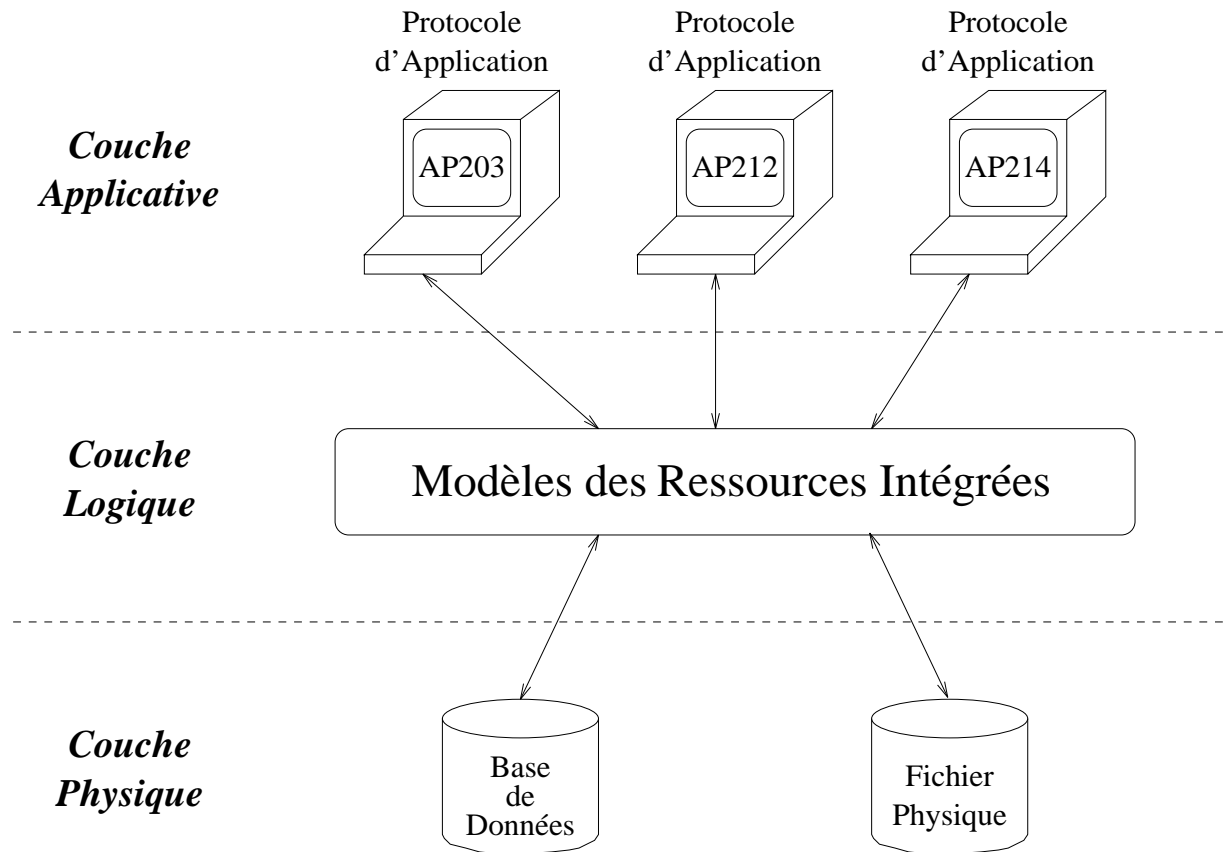 Protocole
d'Application
Protocole
d'Application
Protocole
d'Application
Couche
Applicative
AP203
AP212
AP214
Couche
Logique
Modèles des Ressources Intégrées
Couche
Physique
Base
de
Données
Fichier
Physique